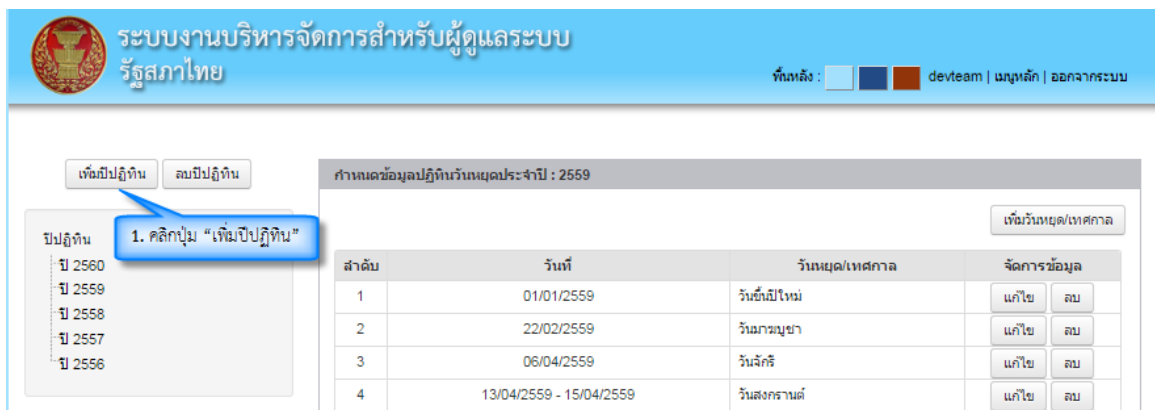 ระบบงานบริหารจัดการสำหรับผู้ดูแลระบบ
รัฐสภาไทย
พื้นหลัง : devteam | เมนูหลัก | ออกจากระบบ
เพิ่มปีปฏิทิน ลบปีปฏิทิน
1. คลิกปุ่ม “เพิ่มปีปฏิทิน”
ปีปฏิทิน
ปี 2560
ปี 2559
ปี 2558
ปี 2557
ปี 2556
กำหนดข้อมูลปฏิทินวันหยุดประจำปี : 2559
เพิ่มวันหยุด/เทศกาล
ลำดับ วันที่ วันหยุด/เทศกาล จัดการข้อมูล
1 01/01/2559 วันขึ้นปีใหม่ แก้ไข ลบ
2 22/02/2559 วันมาฆบูชา แก้ไข ลบ
3 06/04/2559 วันจักรี แก้ไข ลบ
4 13/04/2559 - 15/04/2559 วันสงกรานต์ แก้ไข ลบ